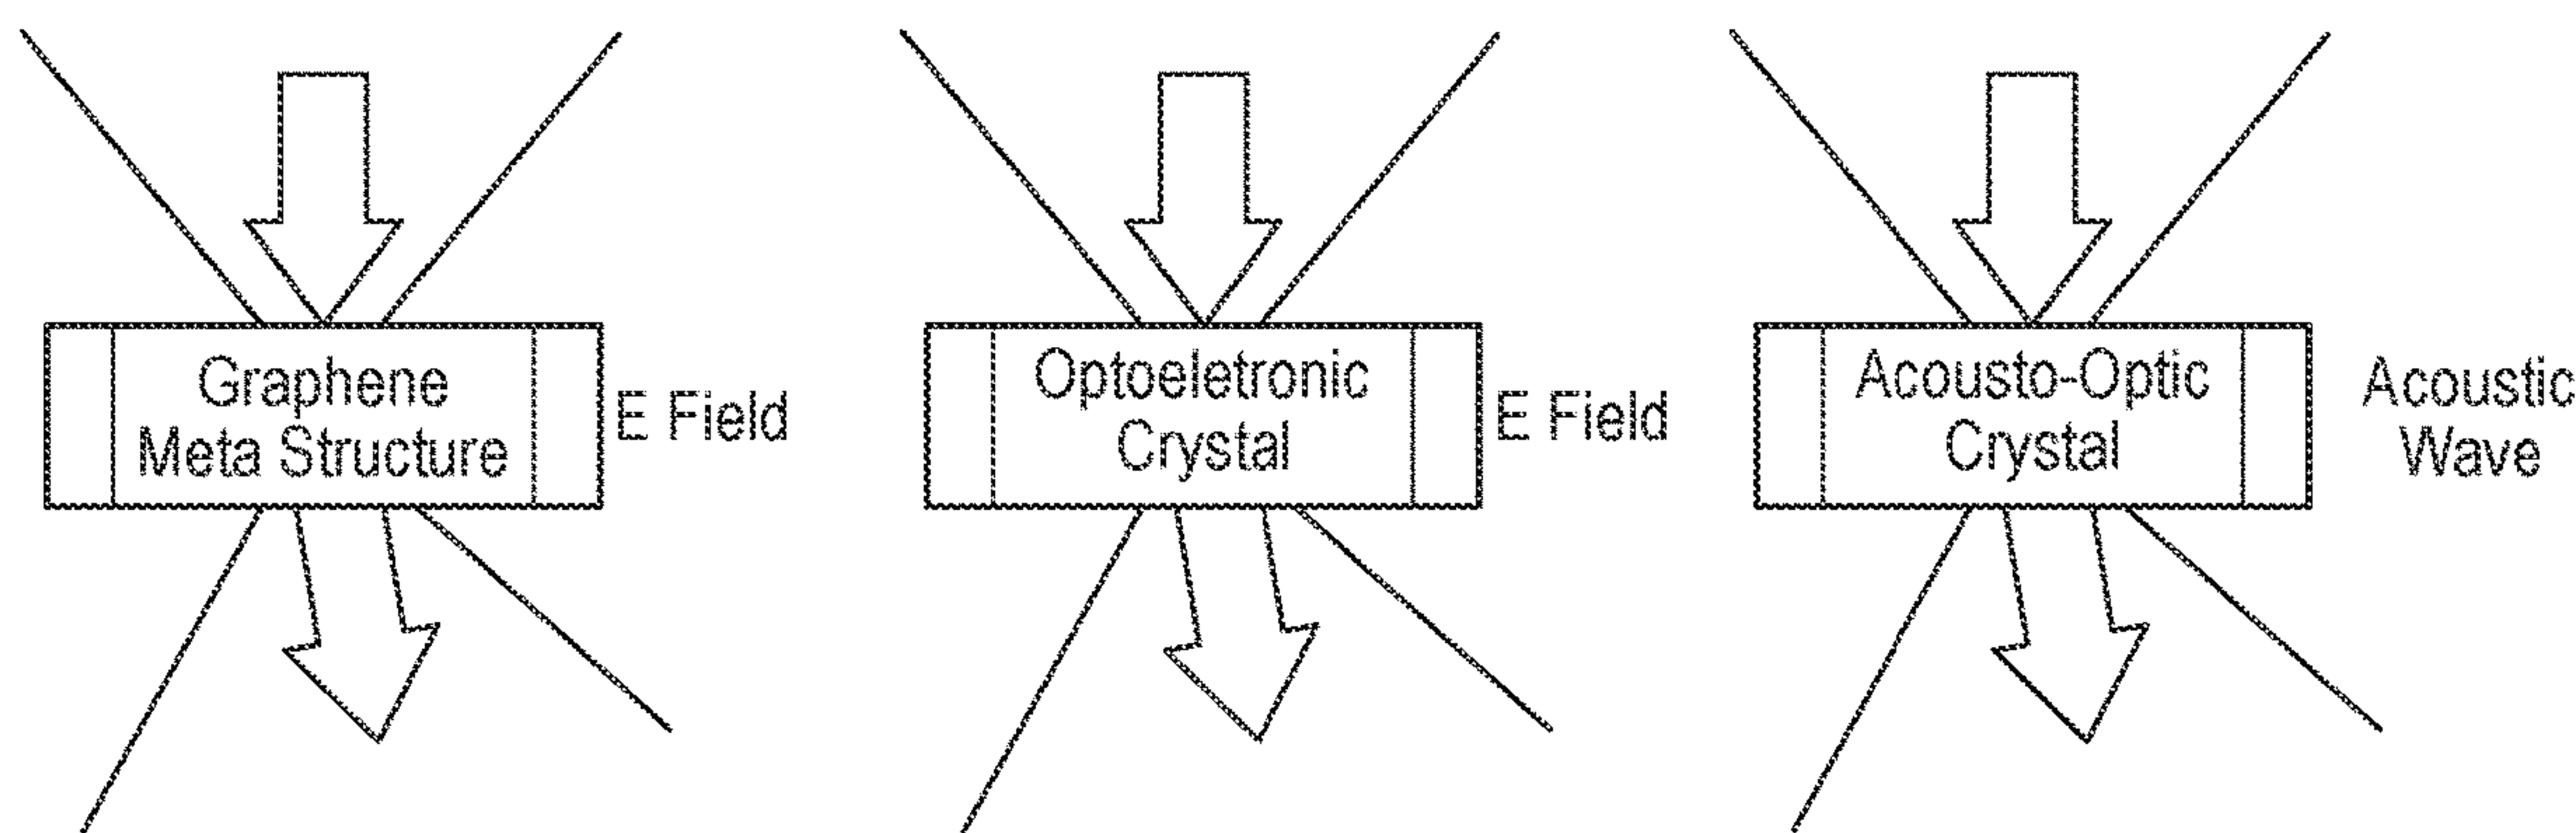 Graphene
Meta Structure
E Field
Optoeletronic
Crystal
E Field
Acousto-Optic
Crystal
Acoustic
Wave